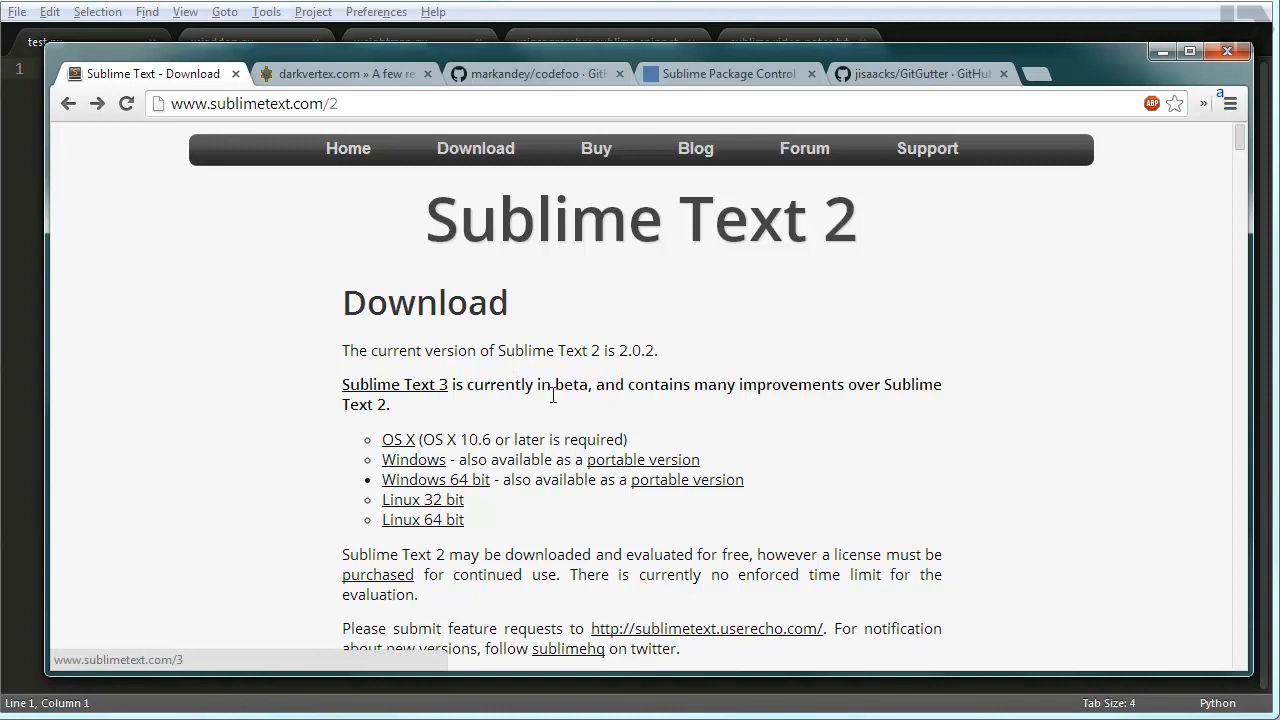 File Edit Selection Find View Goto Tools Project Preferences Help
Sublime Text - Download
darkvertex.com » A few re
markandey/codefoo · GitH
Sublime Package Control
jisaacks/GitGutter · GitHub
www.sublimetext.com/2
ABP
»
a
1
Home Download Buy Blog Forum Support
Sublime Text 2
Download
The current version of Sublime Text 2 is 2.0.2.
Sublime Text 3 is currently in beta, and contains many improvements over Sublime
Text 2.
OS X (OS X 10.6 or later is required)
Windows - also available as a portable version
Windows 64 bit - also available as a portable version
Linux 32 bit
Linux 64 bit
Sublime Text 2 may be downloaded and evaluated for free, however a license must be
purchased for continued use. There is currently no enforced time limit for the
evaluation.
Please submit feature requests to http://sublimetext.userecho.com/. For notification
about new versions, follow sublimehq on twitter.
www.sublimetext.com/3
Line 1, Column 1
Tab Size: 4
Python